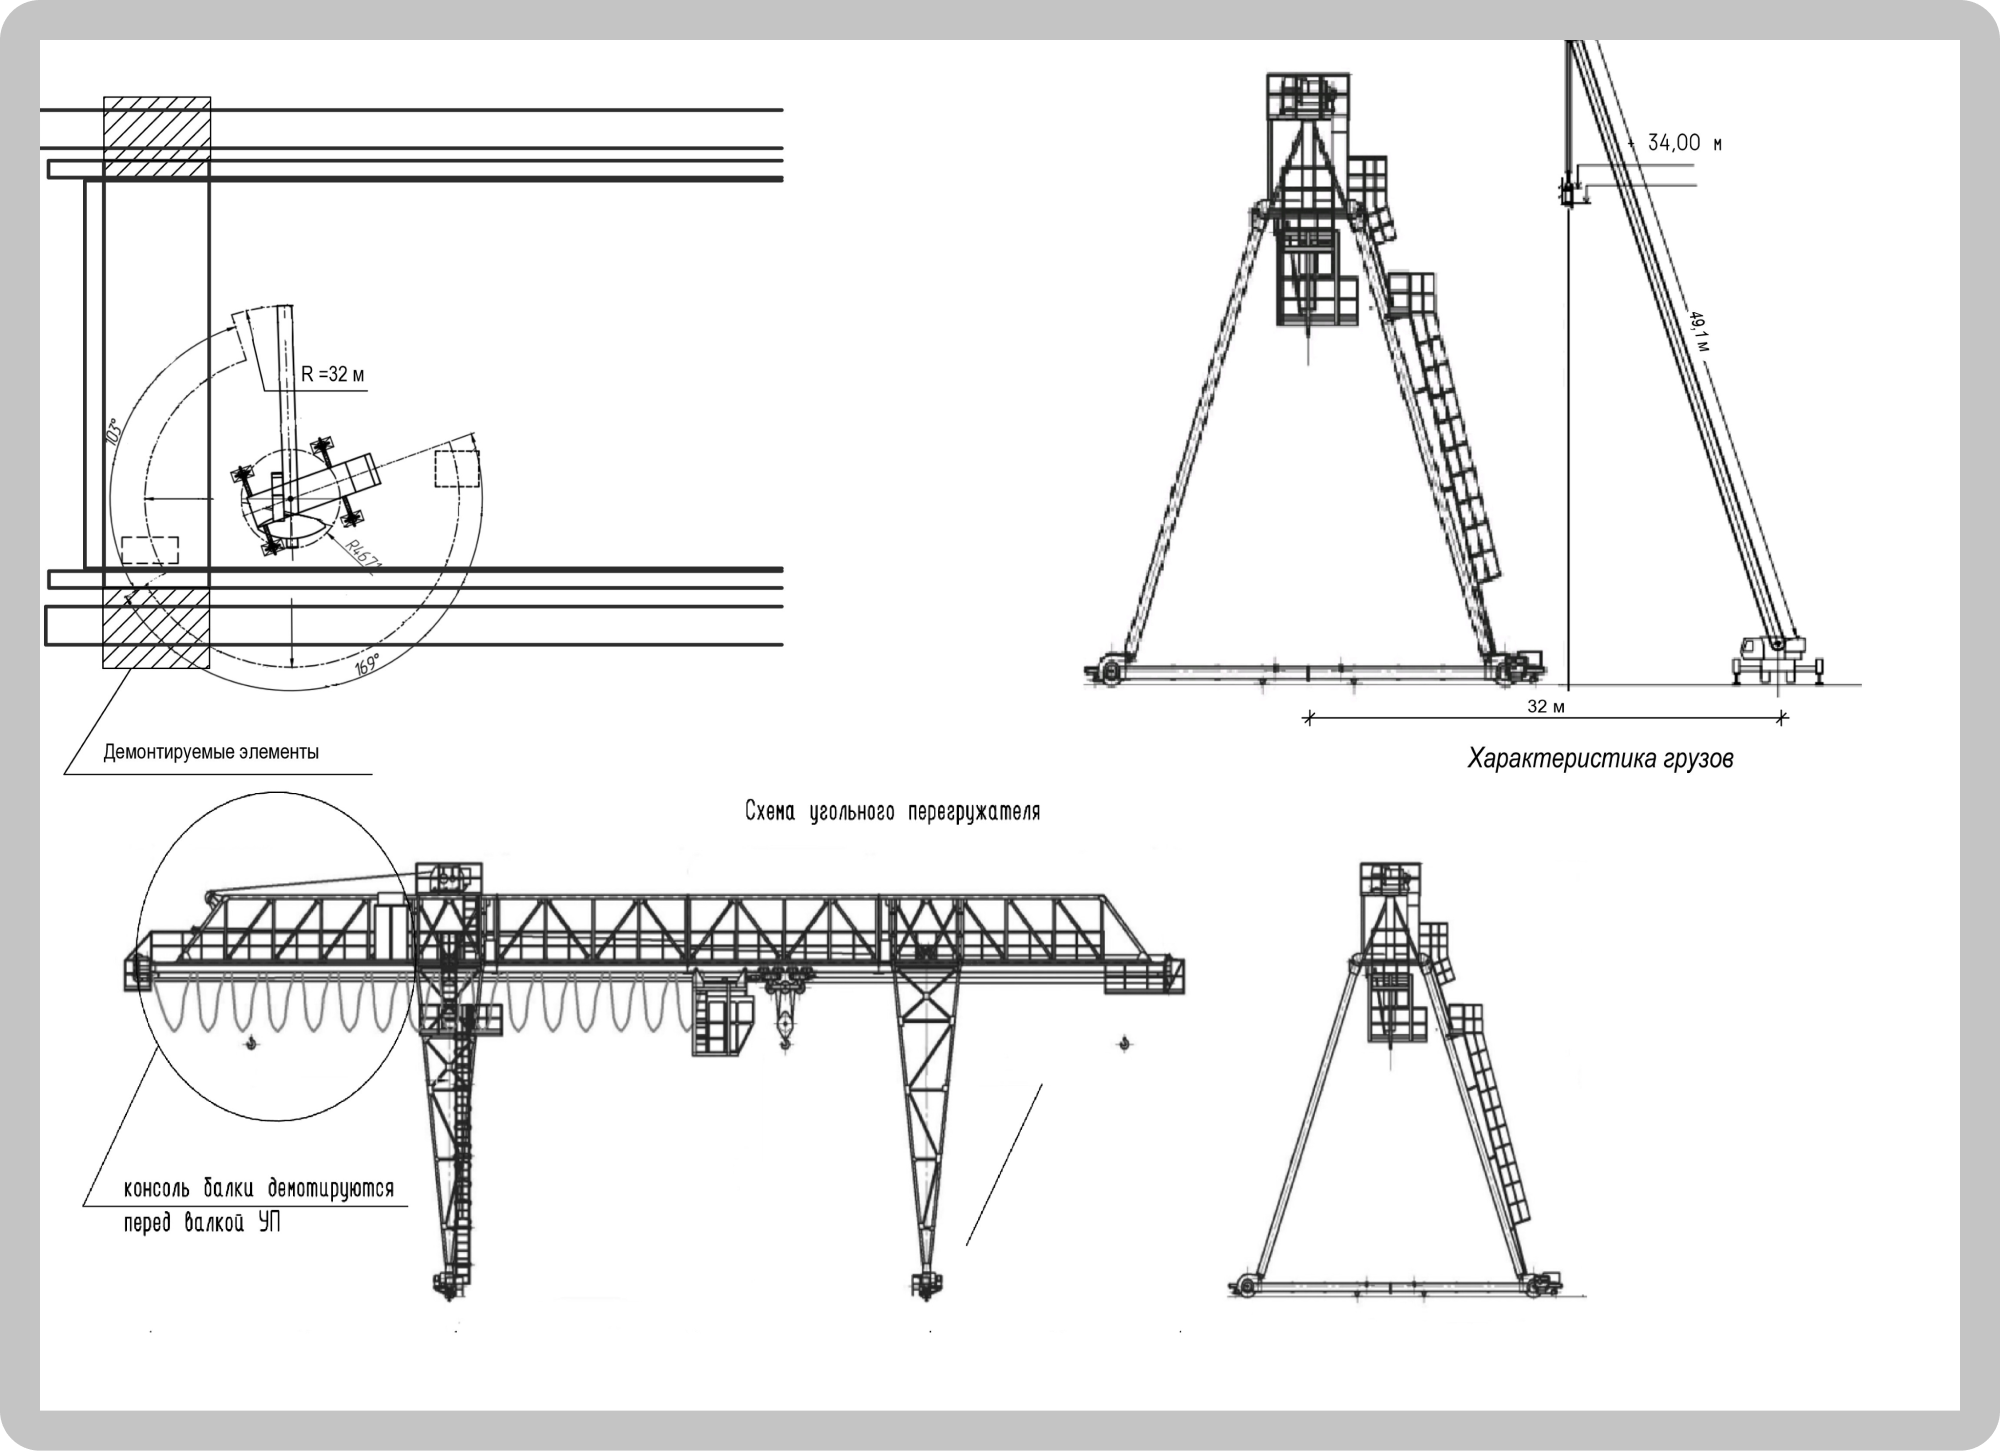 34,00 м
49,1 м
R =32 м
103°
R4671
169°
32 м
Демонтируемые элементы
Характеристика грузов
Схема угольного перегружателя
консоль балки демотируются
перед валкой УП